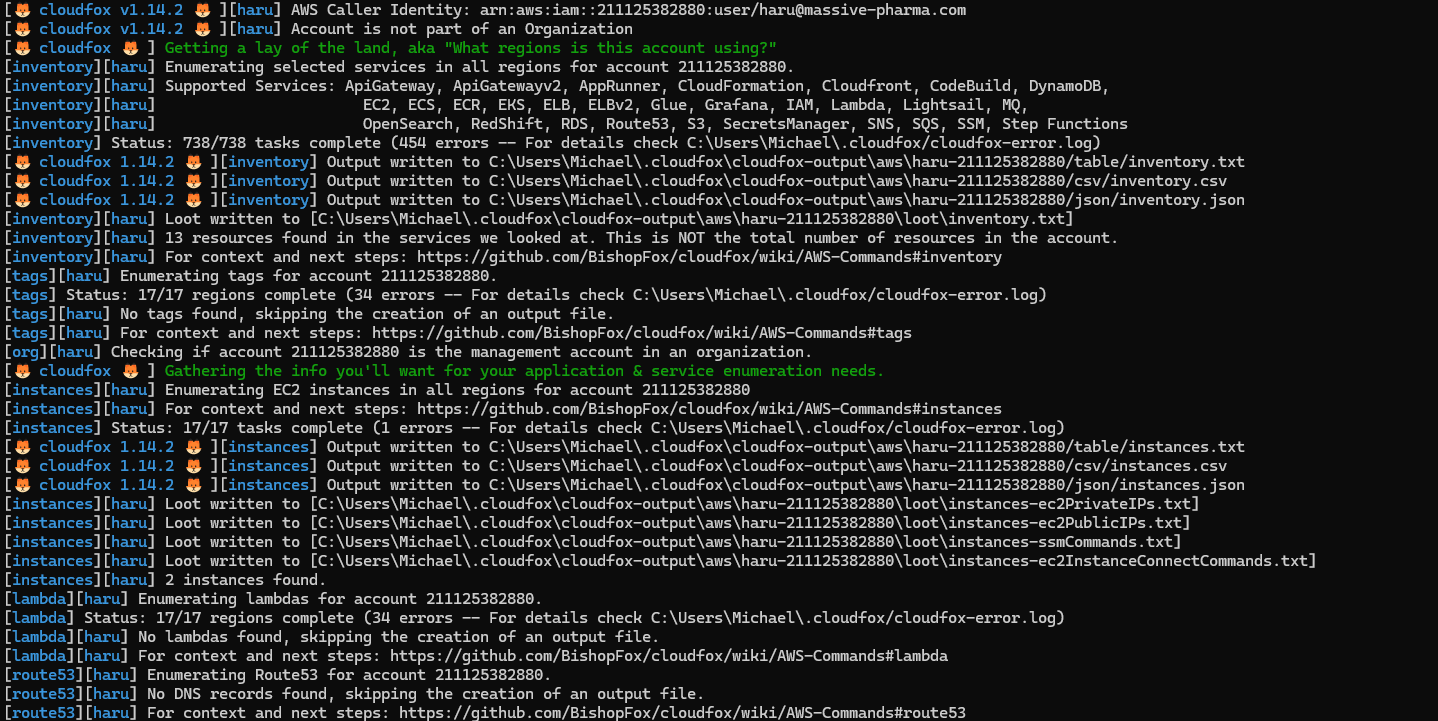 [🦊 cloudfox v1.14.2 🦊 ][haru] AWS Caller Identity: arn:aws:iam::211125382880:user/haru@massive-pharma.com
[🦊 cloudfox v1.14.2 🦊 ][haru] Account is not part of an Organization
[🦊 cloudfox 🦊 ] Getting a lay of the land, aka "What regions is this account using?"
[inventory][haru] Enumerating selected services in all regions for account 211125382880.
[inventory][haru] Supported Services: ApiGateway, ApiGatewayv2, AppRunner, CloudFormation, Cloudfront, CodeBuild, DynamoDB,
[inventory][haru]                       EC2, ECS, ECR, EKS, ELB, ELBv2, Glue, Grafana, IAM, Lambda, Lightsail, MQ,
[inventory][haru]                       OpenSearch, RedShift, RDS, Route53, S3, SecretsManager, SNS, SQS, SSM, Step Functions
[inventory] Status: 738/738 tasks complete (454 errors -- For details check C:\Users\Michael\.cloudfox/cloudfox-error.log)
[🦊 cloudfox 1.14.2 🦊 ][inventory] Output written to C:\Users\Michael\.cloudfox\cloudfox-output\aws\haru-211125382880/table/inventory.txt
[🦊 cloudfox 1.14.2 🦊 ][inventory] Output written to C:\Users\Michael\.cloudfox\cloudfox-output\aws\haru-211125382880/csv/inventory.csv
[🦊 cloudfox 1.14.2 🦊 ][inventory] Output written to C:\Users\Michael\.cloudfox\cloudfox-output\aws\haru-211125382880/json/inventory.json
[inventory][haru] Loot written to [C:\Users\Michael\.cloudfox\cloudfox-output\aws\haru-211125382880\loot\inventory.txt]
[inventory][haru] 13 resources found in the services we looked at. This is NOT the total number of resources in the account.
[inventory][haru] For context and next steps: https://github.com/BishopFox/cloudfox/wiki/AWS-Commands#inventory
[tags][haru] Enumerating tags for account 211125382880.
[tags] Status: 17/17 regions complete (34 errors -- For details check C:\Users\Michael\.cloudfox/cloudfox-error.log)
[tags][haru] No tags found, skipping the creation of an output file.
[tags][haru] For context and next steps: https://github.com/BishopFox/cloudfox/wiki/AWS-Commands#tags
[org][haru] Checking if account 211125382880 is the management account in an organization.
[🦊 cloudfox 🦊 ] Gathering the info you'll want for your application & service enumeration needs.
[instances][haru] Enumerating EC2 instances in all regions for account 211125382880
[instances][haru] For context and next steps: https://github.com/BishopFox/cloudfox/wiki/AWS-Commands#instances
[instances] Status: 17/17 tasks complete (1 errors -- For details check C:\Users\Michael\.cloudfox/cloudfox-error.log)
[🦊 cloudfox 1.14.2 🦊 ][instances] Output written to C:\Users\Michael\.cloudfox\cloudfox-output\aws\haru-211125382880/table/instances.txt
[🦊 cloudfox 1.14.2 🦊 ][instances] Output written to C:\Users\Michael\.cloudfox\cloudfox-output\aws\haru-211125382880/csv/instances.csv
[🦊 cloudfox 1.14.2 🦊 ][instances] Output written to C:\Users\Michael\.cloudfox\cloudfox-output\aws\haru-211125382880/json/instances.json
[instances][haru] Loot written to [C:\Users\Michael\.cloudfox\cloudfox-output\aws\haru-211125382880\loot\instances-ec2PrivateIPs.txt]
[instances][haru] Loot written to [C:\Users\Michael\.cloudfox\cloudfox-output\aws\haru-211125382880\loot\instances-ec2PublicIPs.txt]
[instances][haru] Loot written to [C:\Users\Michael\.cloudfox\cloudfox-output\aws\haru-211125382880\loot\instances-ssmCommands.txt]
[instances][haru] Loot written to [C:\Users\Michael\.cloudfox\cloudfox-output\aws\haru-211125382880\loot\instances-ec2InstanceConnectCommands.txt]
[instances][haru] 2 instances found.
[lambda][haru] Enumerating lambdas for account 211125382880.
[lambda] Status: 17/17 regions complete (34 errors -- For details check C:\Users\Michael\.cloudfox/cloudfox-error.log)
[lambda][haru] No lambdas found, skipping the creation of an output file.
[lambda][haru] For context and next steps: https://github.com/BishopFox/cloudfox/wiki/AWS-Commands#lambda
[route53][haru] Enumerating Route53 for account 211125382880.
[route53][haru] No DNS records found, skipping the creation of an output file.
[route53][haru] For context and next steps: https://github.com/BishopFox/cloudfox/wiki/AWS-Commands#route53